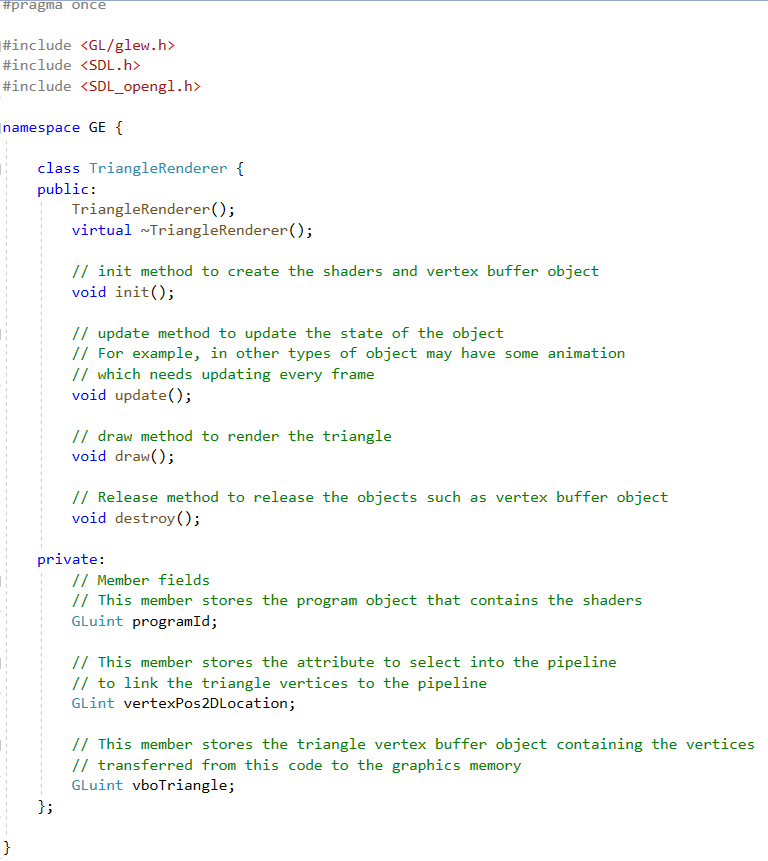 #pragma once
#include <GL/glew.h>
#include <SDL.h>
#include <SDL_opengl.h>
namespace GE {
class TriangleRenderer {
public:
TriangleRenderer();
virtual ~TriangleRenderer();
// init method to create the shaders and vertex buffer object
void init();
// update method to update the state of the object
// For example, in other types of object may have some animation
// which needs updating every frame
void update();
// draw method to render the triangle
void draw();
// Release method to release the objects such as vertex buffer object
void destroy();
private:
// Member fields
// This member stores the program object that contains the shaders
GLuint programId;
// This member stores the attribute to select into the pipeline
// to link the triangle vertices to the pipeline
GLint vertexPos2DLocation;
// This member stores the triangle vertex buffer object containing the vertices
// transferred from this code to the graphics memory
GLuint vboTriangle;
};
}